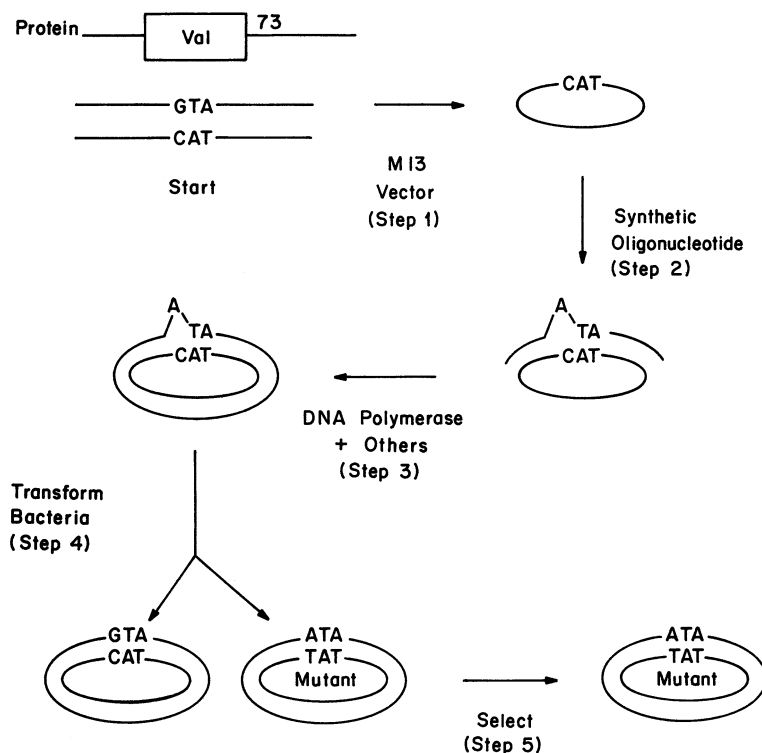 Protein
Val
73
GTA
CAT
Start
M13
Vector
(Step 1)
CAT
Synthetic
Oligonucleotide
(Step 2)
A
TA
CAT
DNA Polymerase
+ Others
(Step 3)
A
TA
CAT
Transform
Bacteria
(Step 4)
GTA
CAT
ATA
TAT
Mutant
Select
(Step 5)
ATA
TAT
Mutant